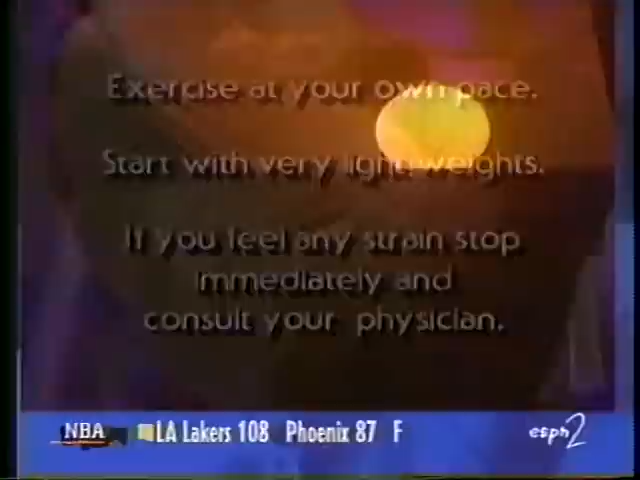 Exercise at your own pace.
Start with very light weights.
If you feel any strain stop
immediately and
consult your physician.
NBA LA Lakers 108 Phoenix 87 F
espn2